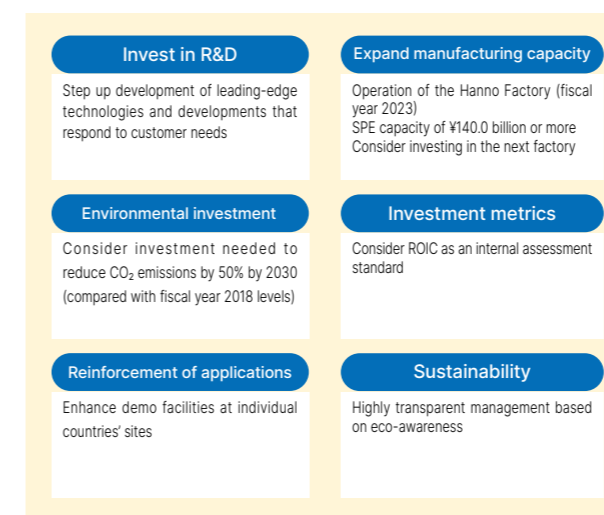 Invest in R&D
Step up development of leading-edge
technologies and developments that
respond to customer needs
Expand manufacturing capacity
Operation of the Hanno Factory (fiscal
year 2023)
SPE capacity of ¥140.0 billion or more
Consider investing in the next factory
Environmental investment
Consider investment needed to
reduce CO₂ emissions by 50% by 2030
(compared with fiscal year 2018 levels)
Investment metrics
Consider ROIC as an internal assessment
standard
Reinforcement of applications
Enhance demo facilities at individual
countries' sites
Sustainability
Highly transparent management based
on eco-awareness